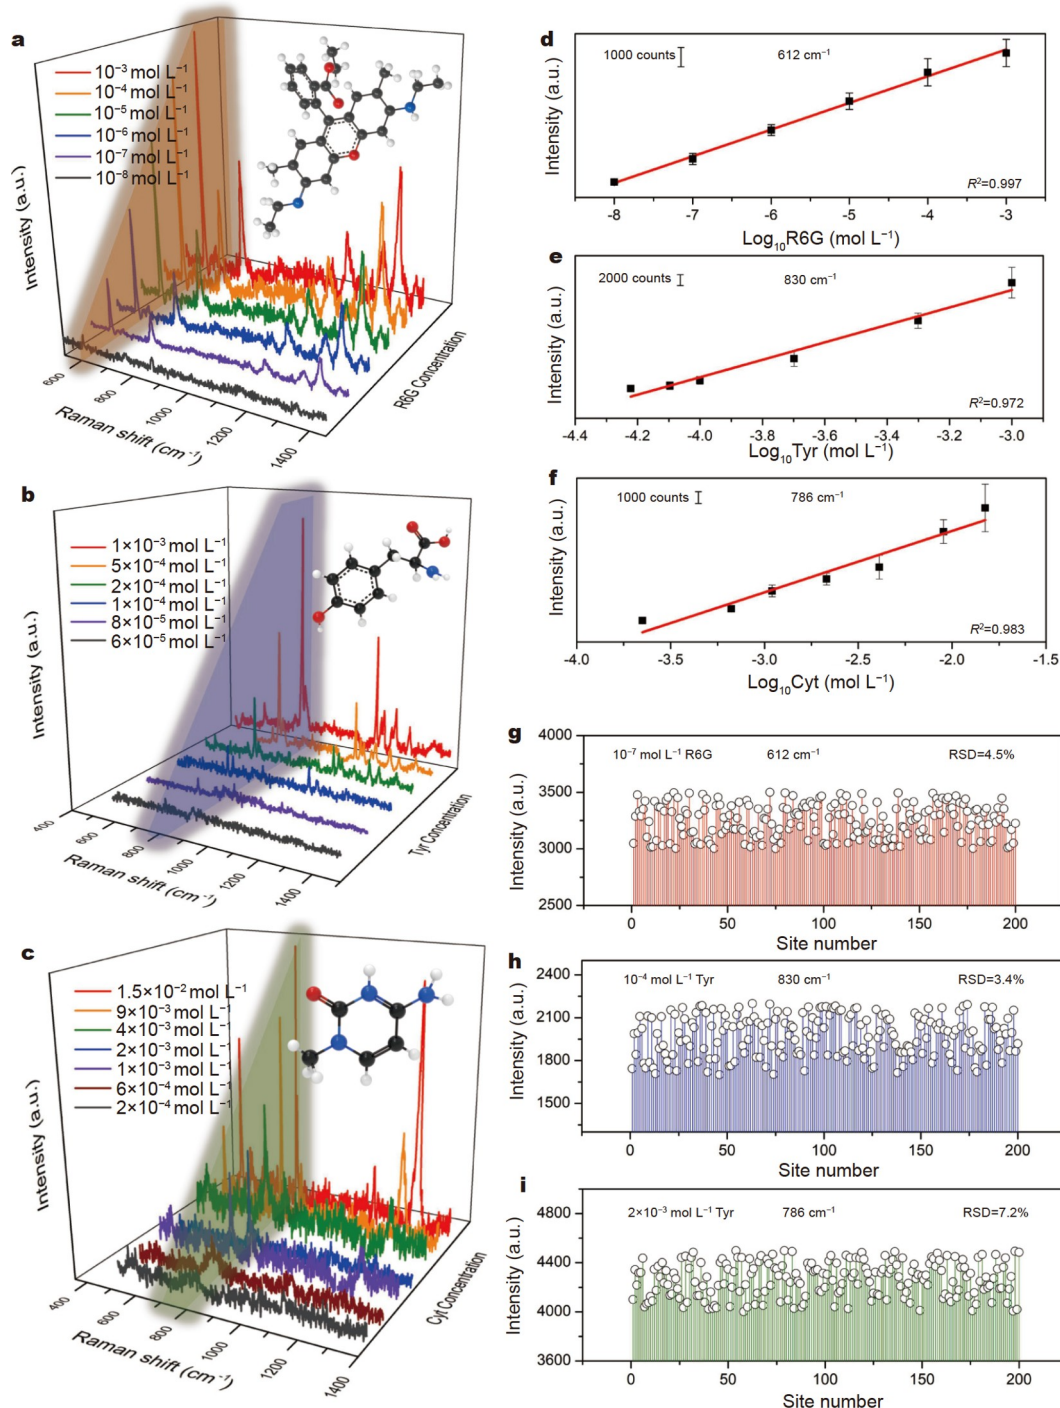 a
10⁻³ mol L⁻¹
10⁻⁴ mol L⁻¹
10⁻⁵ mol L⁻¹
10⁻⁶ mol L⁻¹
10⁻⁷ mol L⁻¹
10⁻⁸ mol L⁻¹
Intensity (a.u.)
600
800
1000
1200
1400
Raman shift (cm⁻¹)
R6G Concentration
b
1×10⁻³ mol L⁻¹
5×10⁻⁴ mol L⁻¹
2×10⁻⁴ mol L⁻¹
1×10⁻⁴ mol L⁻¹
8×10⁻⁵ mol L⁻¹
6×10⁻⁵ mol L⁻¹
Intensity (a.u.)
400
600
800
1000
1200
1400
Raman shift (cm⁻¹)
Tyr Concentration
c
1.5×10⁻² mol L⁻¹
9×10⁻³ mol L⁻¹
4×10⁻³ mol L⁻¹
2×10⁻³ mol L⁻¹
1×10⁻³ mol L⁻¹
6×10⁻⁴ mol L⁻¹
2×10⁻⁴ mol L⁻¹
Intensity (a.u.)
400
600
800
1000
1200
1400
Raman shift (cm⁻¹)
Cyt Concentration
d
1000 counts 612 cm⁻¹
R²=0.997
Intensity (a.u.)
-8 -7 -6 -5 -4 -3
Log₁₀R6G (mol L⁻¹)
e
2000 counts 830 cm⁻¹
R²=0.972
Intensity (a.u.)
-4.4 -4.2 -4.0 -3.8 -3.6 -3.4 -3.2 -3.0
Log₁₀Tyr (mol L⁻¹)
f
1000 counts 786 cm⁻¹
R²=0.983
Intensity (a.u.)
-4.0 -3.5 -3.0 -2.5 -2.0 -1.5
Log₁₀Cyt (mol L⁻¹)
g
10⁻⁷ mol L⁻¹ R6G 612 cm⁻¹ RSD=4.5%
Intensity (a.u.)
4000
3500
3000
2500
0 50 100 150 200
Site number
h
10⁻⁴ mol L⁻¹ Tyr 830 cm⁻¹ RSD=3.4%
Intensity (a.u.)
2400
2100
1800
1500
0 50 100 150 200
Site number
i
2×10⁻³ mol L⁻¹ Tyr 786 cm⁻¹ RSD=7.2%
Intensity (a.u.)
4800
4400
4000
3600
0 50 100 150 200
Site number